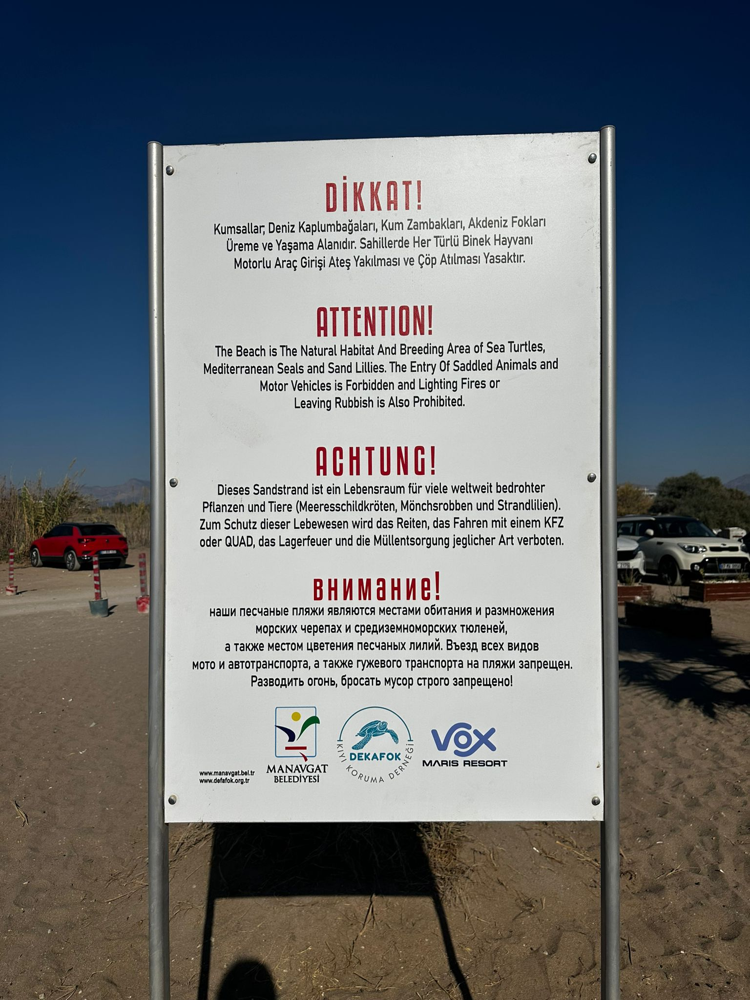 DİKKAT!
Kumsallar; Deniz Kaplumbağaları, Kum Zambakları, Akdeniz Fokları
Üreme ve Yaşama Alanıdır. Sahillerde Her Türlü Binek Hayvanı
Motorlu Araç Girişi Ateş Yakılması ve Çöp Atılması Yasaktır.
ATTENTION!
The Beach is The Natural Habitat And Breeding Area of Sea Turtles,
Mediterranean Seals and Sand Lillies. The Entry Of Saddled Animals and
Motor Vehicles is Forbidden and Lighting Fires or
Leaving Rubbish is Also Prohibited.
ACHTUNG!
Dieses Sandstrand ist ein Lebensraum für viele weltweit bedrohter
Pflanzen und Tiere (Meeresschildkröten, Mönchsrobben und Strandlilien).
Zum Schutz dieser Lebewesen wird das Reiten, das Fahren mit einem KFZ
oder QUAD, das Lagerfeuer und die Müllentsorgung jeglicher Art verboten.
внимание!
наши песчаные пляжи являются местами обитания и размножения
морских черепах и средиземноморских тюленей,
а также местом цветения песчаных лилий. Въезд всех видов
мото и автотранспорта, а также гужевого транспорта на пляжи запрещен.
Разводить огонь, бросать мусор строго запрещено!
www.manavgat.bel.tr
www.defafok.org.tr
MANAVGAT
BELEDİYESİ
DEKAFOK
KIYI KORUMA DERNEĞİ
VOX
MARIS RESORT